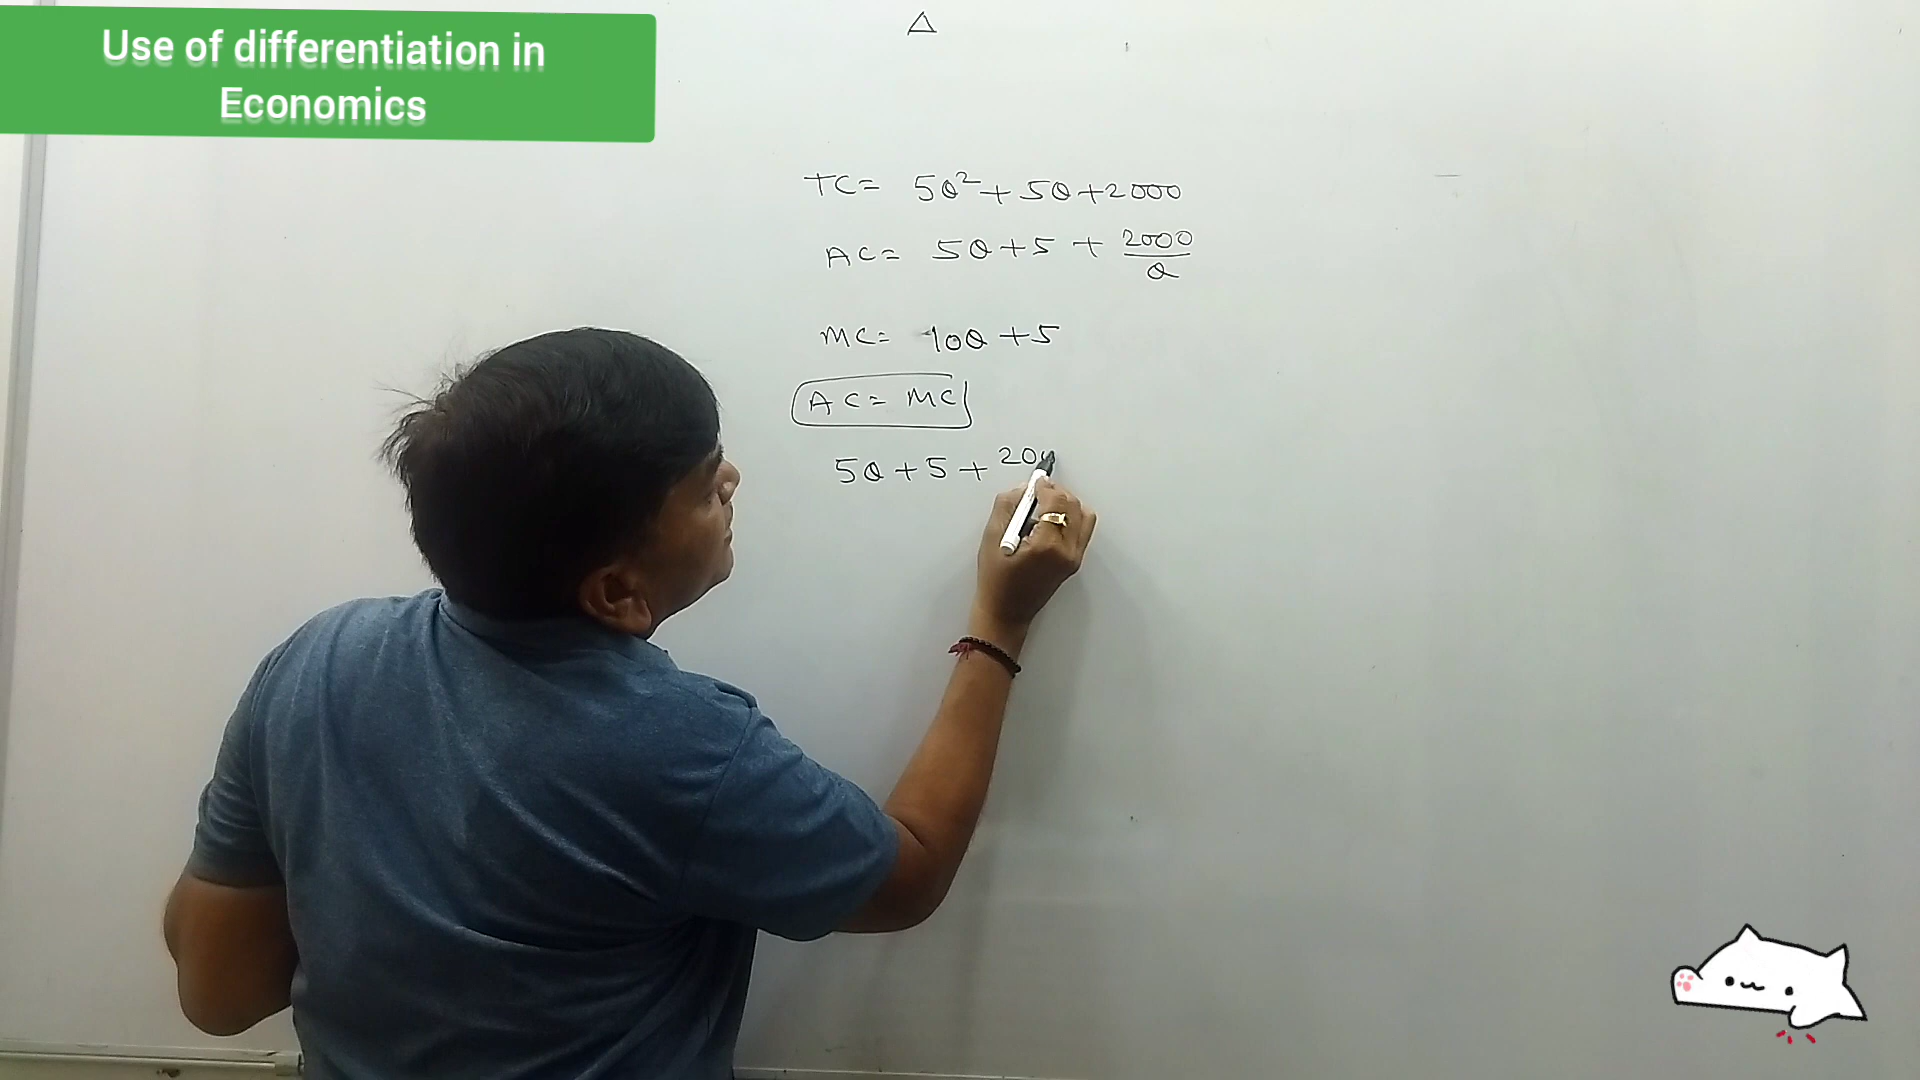 Use of differentiation in
Economics
Δ
TC= 5Q²+5Q+2000
AC= 5Q+5+2000/Q
MC= 10Q+5
AC= MC
5Q+5+200